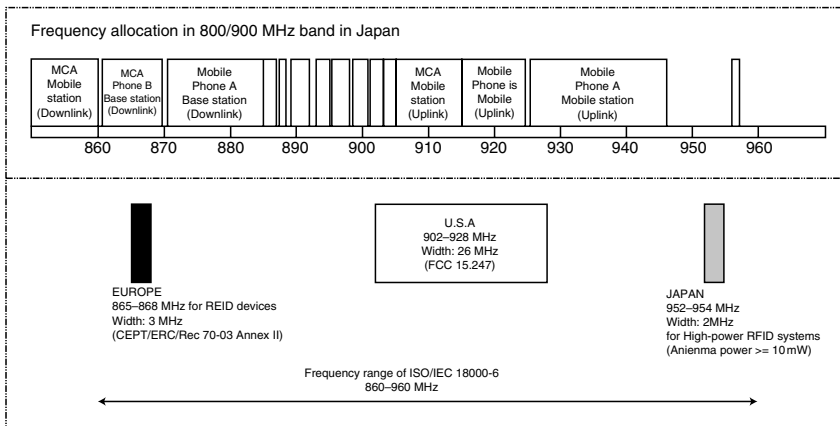 Frequency allocation in 800/900 MHz band in Japan
MCA
Mobile
station
(Downlink)
MCA
Phone B
Base station
(Downlink)
Mobile
Phone A
Base station
(Downlink)
MCA
Mobile
station
(Uplink)
Mobile
Phone is
Mobile
(Uplink)
Mobile
Phone A
Mobile station
(Uplink)
860 870 880 890 900 910 920 930 940 950 960
U.S.A
902–928 MHz
Width: 26 MHz
(FCC 15.247)
EUROPE
865–868 MHz for REID devices
Width: 3 MHz
(CEPT/ERC/Rec 70-03 Annex II)
JAPAN
952–954 MHz
Width: 2MHz
for High-power RFID systems
(Anienma power >= 10 mW)
Frequency range of ISO/IEC 18000-6
860–960 MHz